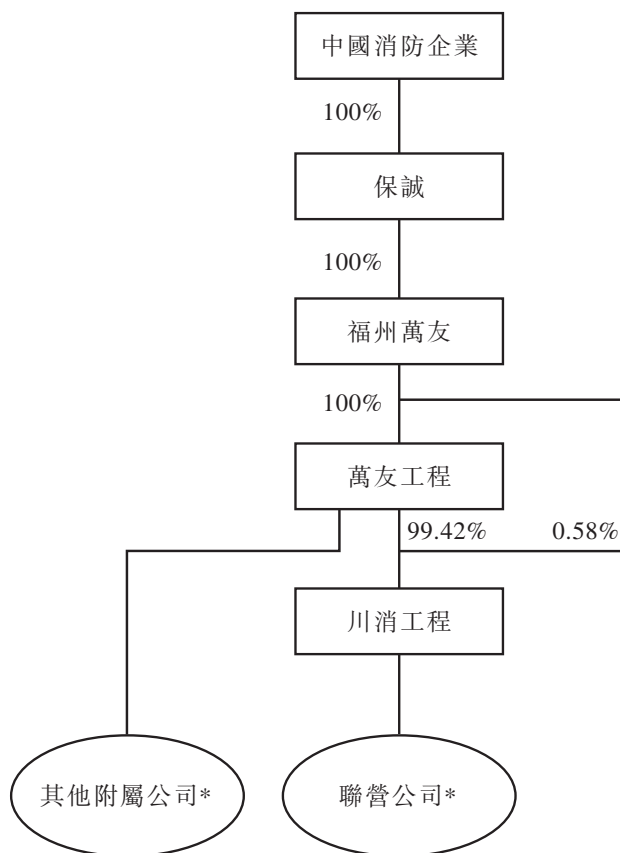 中國消防企業
100%
保誠
100%
福州萬友
100%
萬友工程
99.42% 0.58%
川消工程
其他附屬公司* 聯營公司*